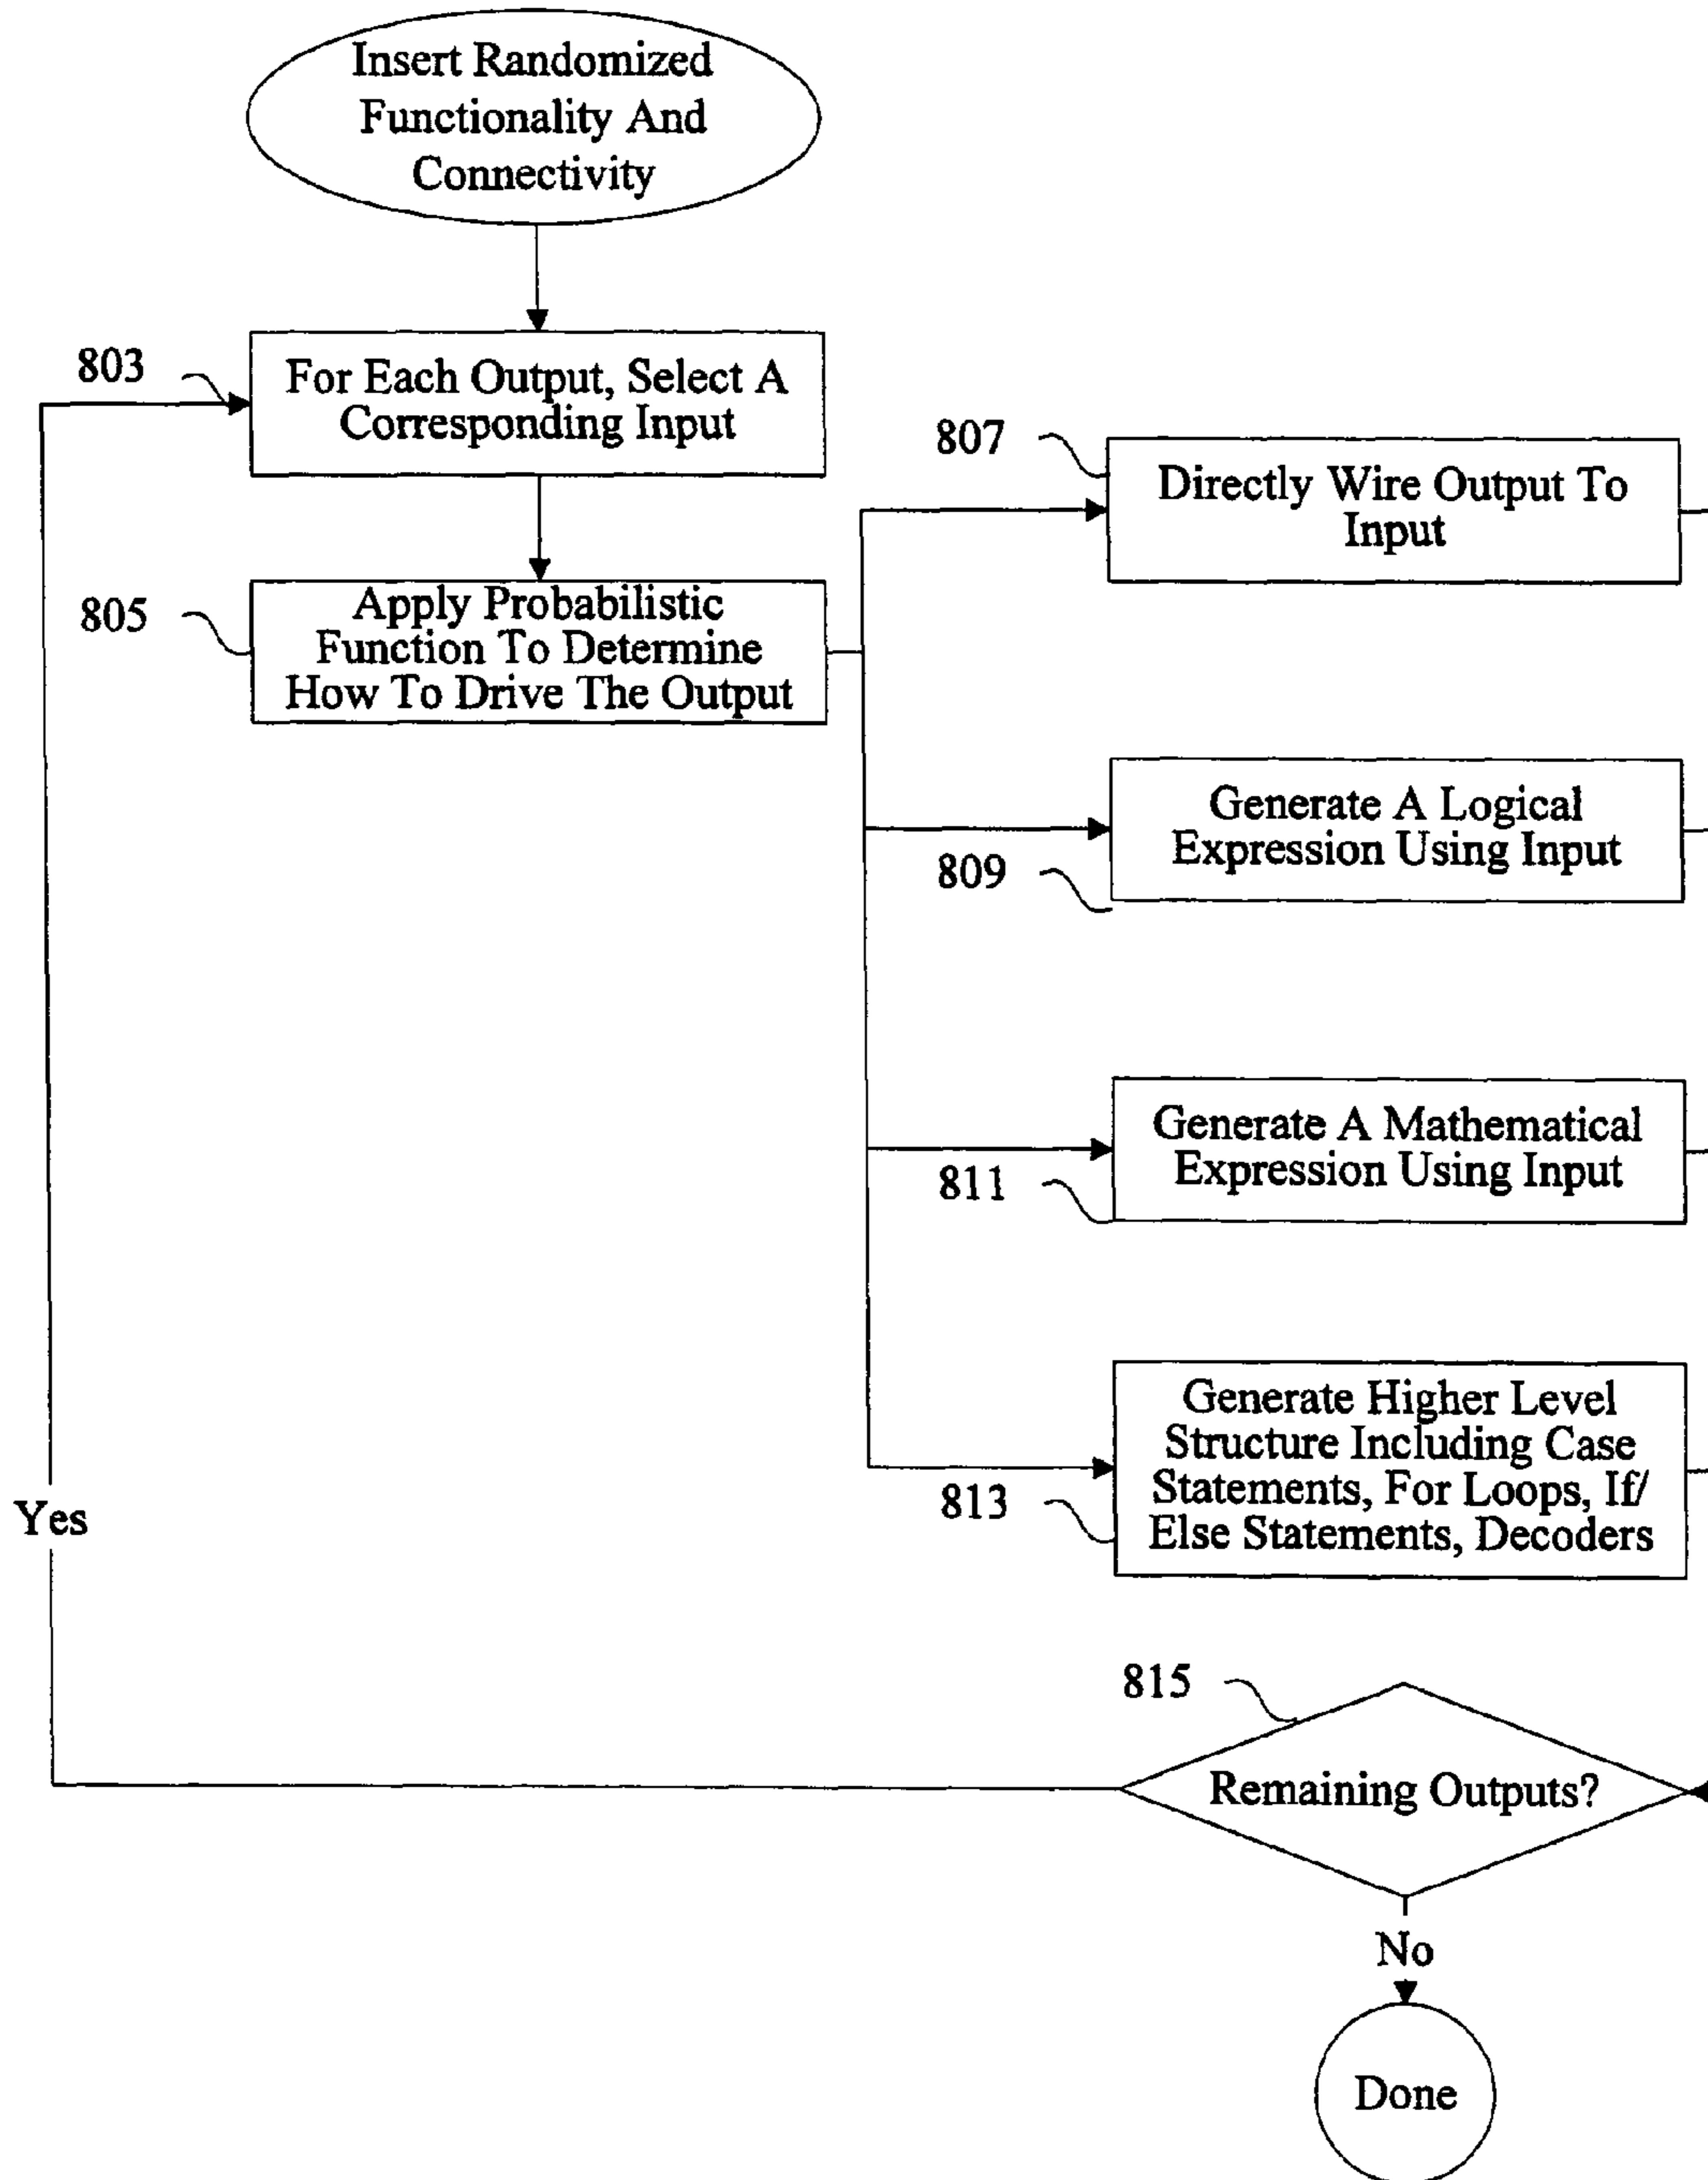 Insert Randomized
Functionality And
Connectivity
803
For Each Output, Select A
Corresponding Input
807
Directly Wire Output To
Input
805
Apply Probabilistic
Function To Determine
How To Drive The Output
Generate A Logical
Expression Using Input
809
Generate A Mathematical
Expression Using Input
811
Generate Higher Level
Structure Including Case
Statements, For Loops, If/
Else Statements, Decoders
813
Yes
815
Remaining Outputs?
No
Done